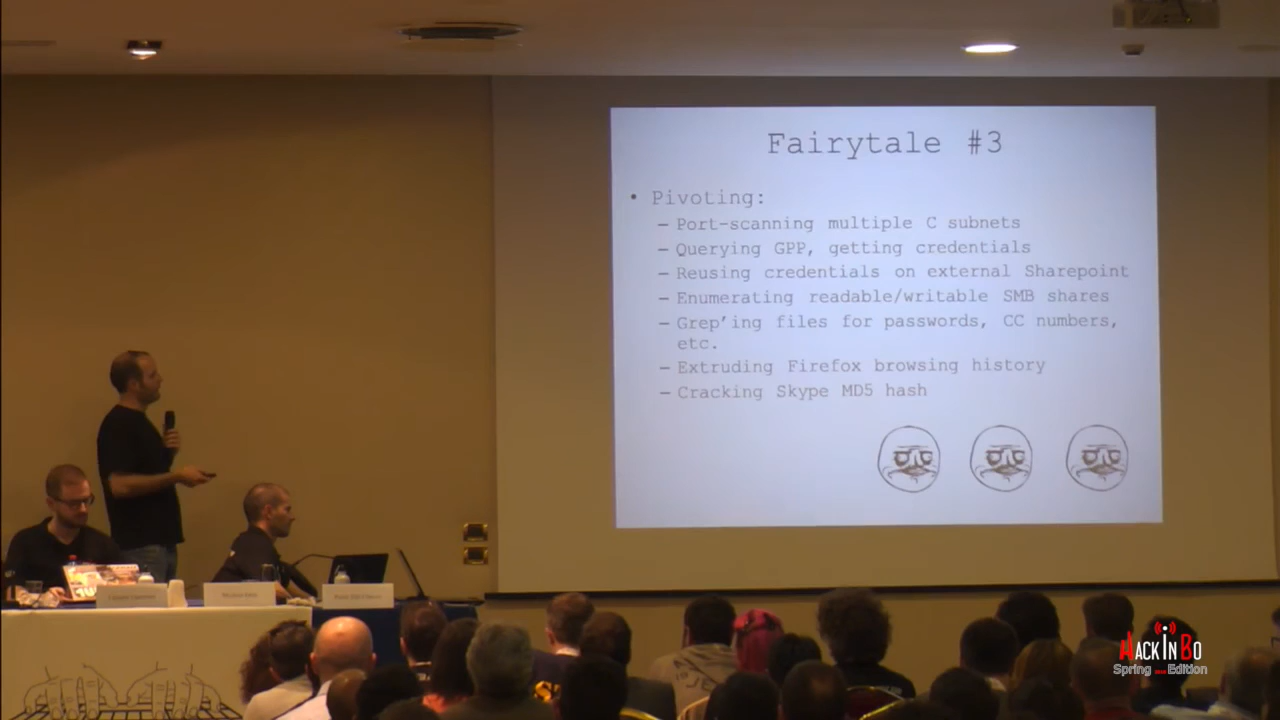 Fairytale #3
• Pivoting:
– Port-scanning multiple C subnets
– Querying GPP, getting credentials
– Reusing credentials on external Sharepoint
– Enumerating readable/writable SMB shares
– Grep’ing files for passwords, CC numbers,
etc.
– Extruding Firefox browsing history
– Cracking Skype MD5 hash
HackInBo
Spring Edition